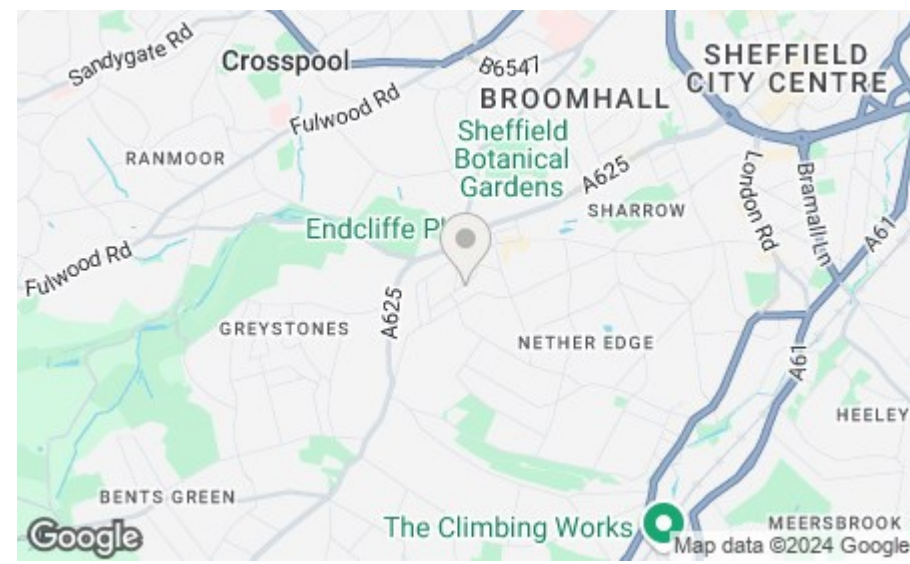 Sandygate Rd
Crosspool
B6547
SHEFFIELD
CITY CENTRE
BROOMHALL
Fulwood Rd
Sheffield
Botanical
Gardens
RANMOOR
A625
London Rd
Bramall Ln
SHARROW
A61
Endcliffe
Fulwood Rd
A625
GREYSTONES
NETHER EDGE
A61
HEELEY
BENTS GREEN
The Climbing Works
MEERSBROOK
Google
Map data ©2024 Google